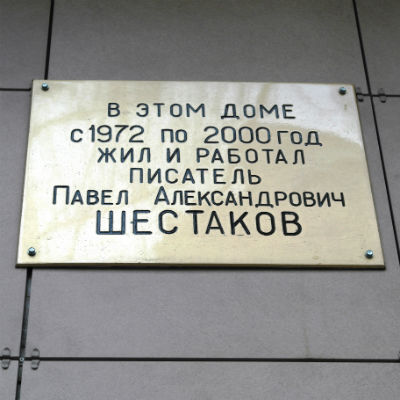 В ЭТОМ ДОМЕ
с 1972 по 2000 год
ЖИЛ И РАБОТАЛ
ПИСАТЕЛЬ
Павел Александрович
ШЕСТАКОВ